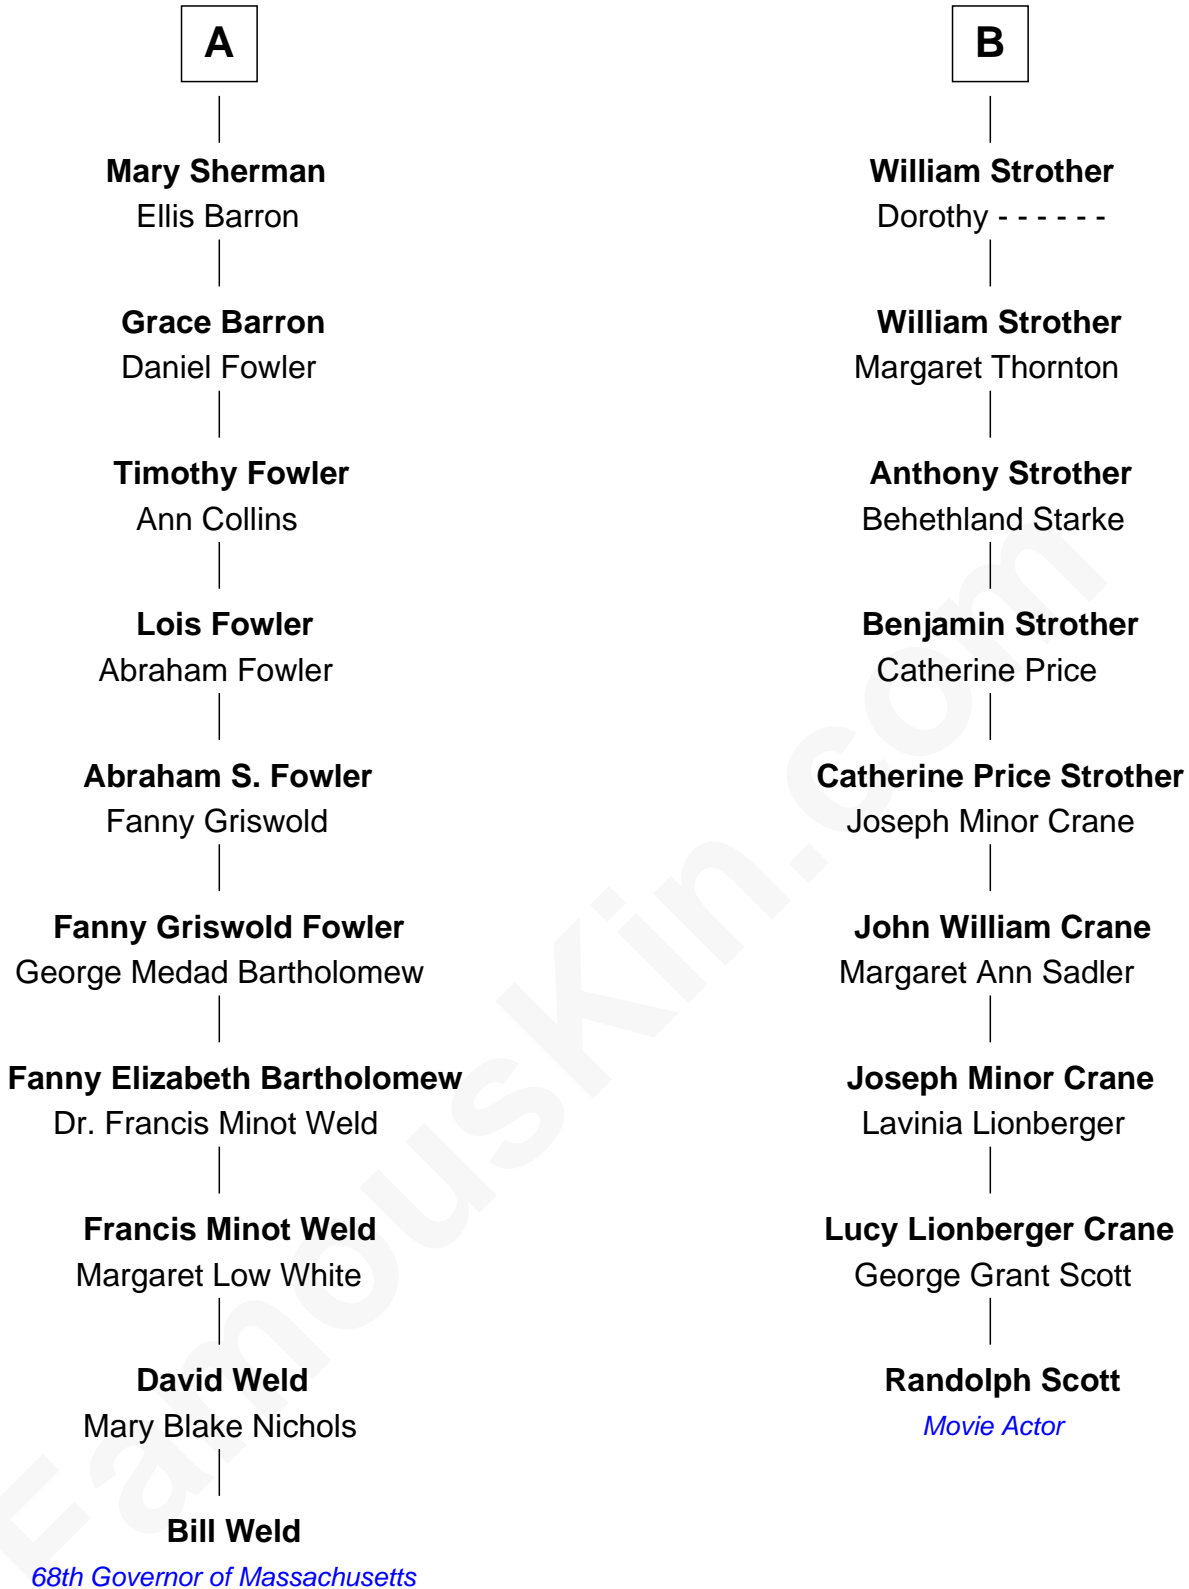 A
Mary Sherman
Ellis Barron
Grace Barron
Daniel Fowler
Timothy Fowler
Ann Collins
Lois Fowler
Abraham Fowler
Abraham S. Fowler
Fanny Griswold
Fanny Griswold Fowler
George Medad Bartholomew
Fanny Elizabeth Bartholomew
Dr. Francis Minot Weld
Francis Minot Weld
Margaret Low White
David Weld
Mary Blake Nichols
Bill Weld
68th Governor of Massachusetts
B
William Strother
Dorothy - - - - - -
William Strother
Margaret Thornton
Anthony Strother
Behethland Starke
Benjamin Strother
Catherine Price
Catherine Price Strother
Joseph Minor Crane
John William Crane
Margaret Ann Sadler
Joseph Minor Crane
Lavinia Lionberger
Lucy Lionberger Crane
George Grant Scott
Randolph Scott
Movie Actor
FamousKin.com